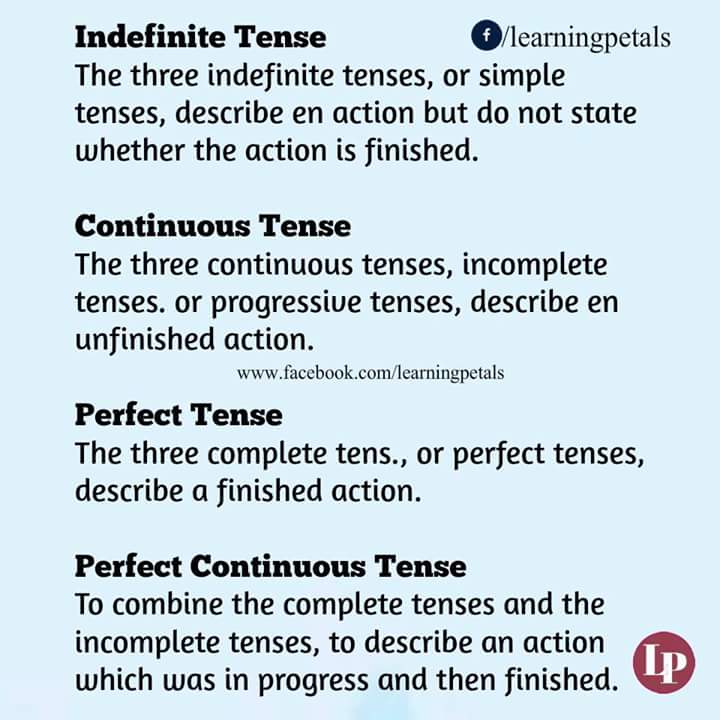 Indefinite Tense
f/learningpetals
The three indefinite tenses, or simple
tenses, describe en action but do not state
whether the action is finished.
Continuous Tense
The three continuous tenses, incomplete
tenses. or progressive tenses, describe en
unfinished action.
www.facebook.com/learningpetals
Perfect Tense
The three complete tens., or perfect tenses,
describe a finished action.
Perfect Continuous Tense
To combine the complete tenses and the
incomplete tenses, to describe an action
which was in progress and then finished.
LP